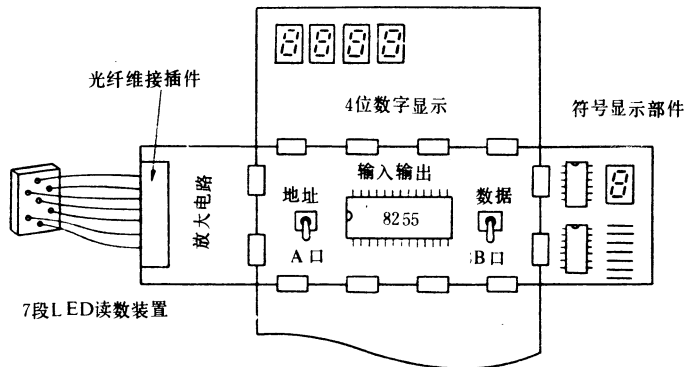 光纤维接插件
4位数字显示
符号显示部件
放大电路
地址
输入输出
数据
8255
A口
B口
7段LED读数装置